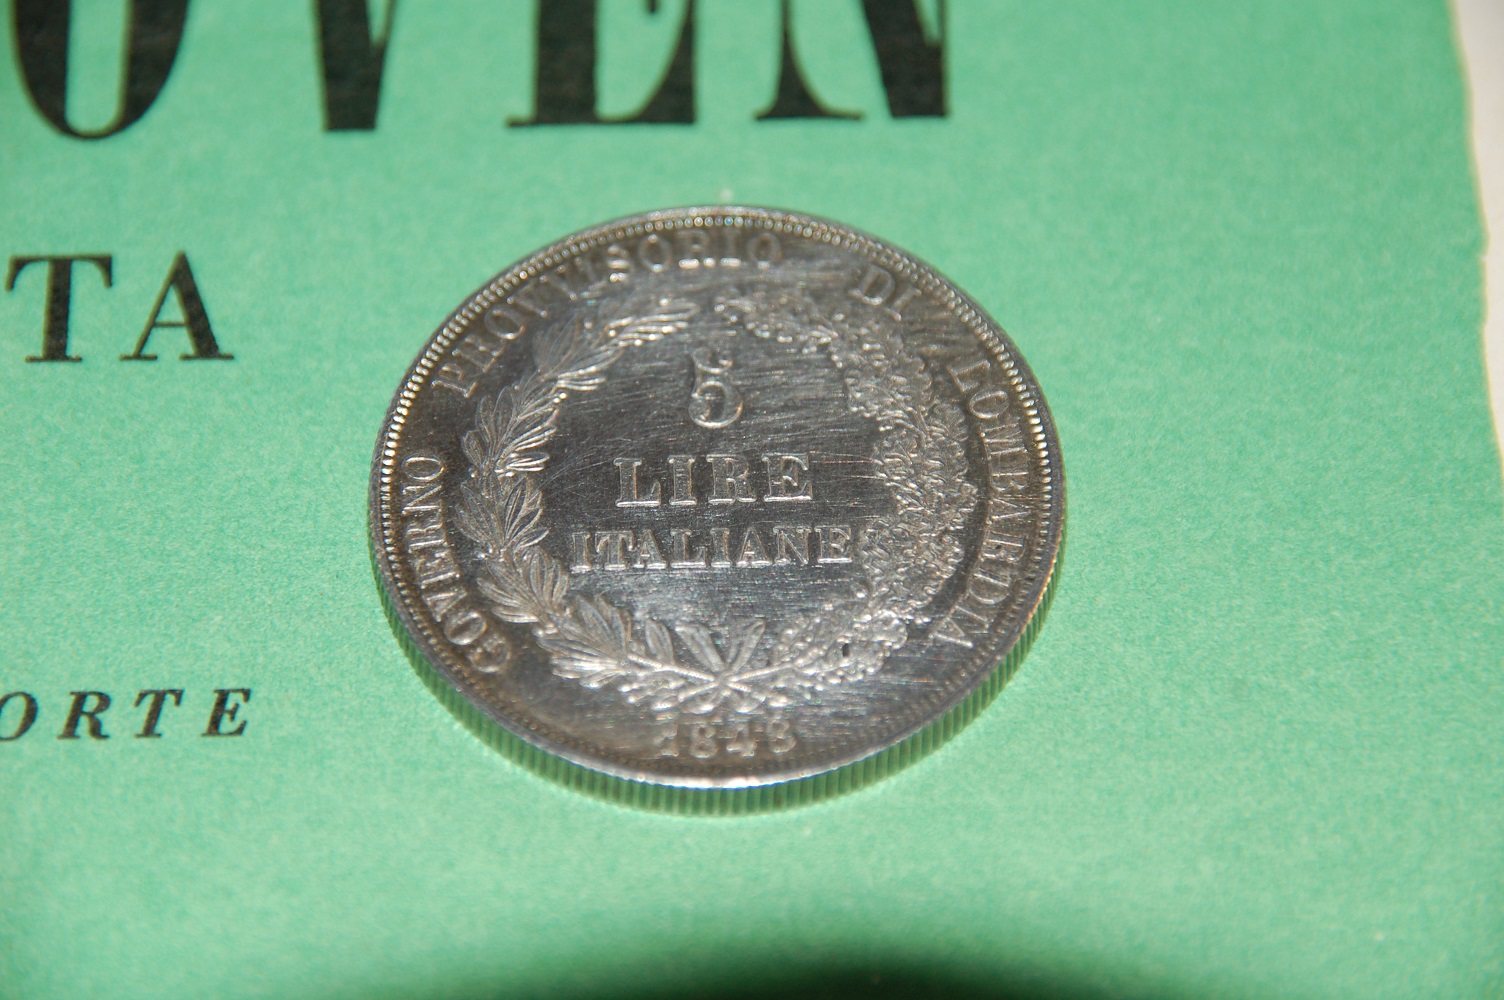 OVEN
TA
ORTE
GOVERNO PROVVISORIO DI LOMBARDIA
5
LIRE
ITALIANE
1848